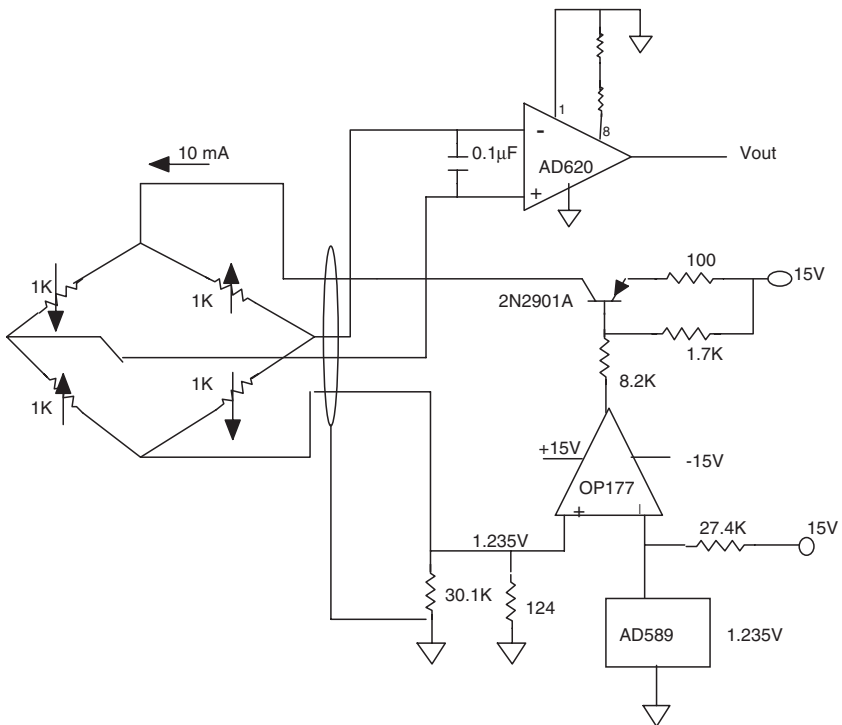 1
8
10 mA
-
0.1µF
AD620
Vout
+
100
15V
1K
1K
2N2901A
1.7K
1K
1K
8.2K
+15V
-15V
OP177
+
–
27.4K
15V
1.235V
30.1K
124
AD589
1.235V